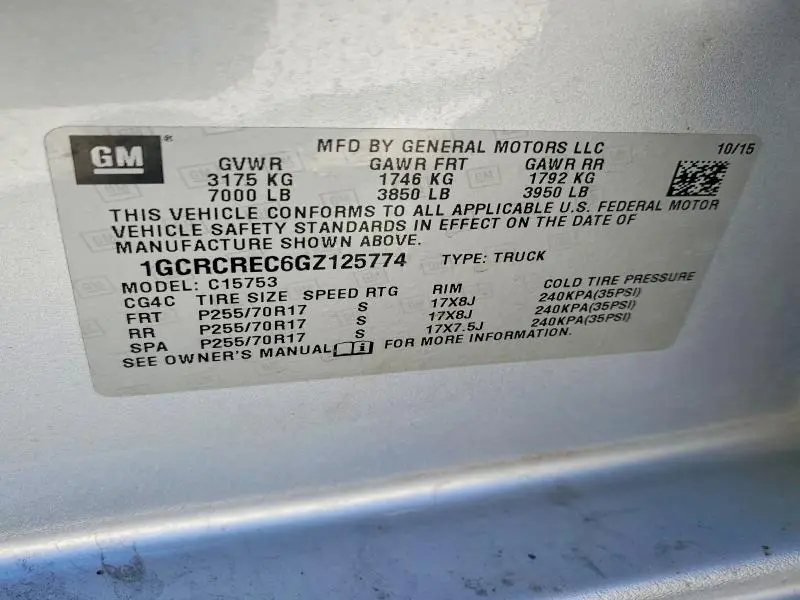 GM®
MFD BY GENERAL MOTORS LLC 10/15
GVWR GAWR FRT GAWR RR
3175 KG 1746 KG 1792 KG
7000 LB 3850 LB 3950 LB
THIS VEHICLE CONFORMS TO ALL APPLICABLE U.S. FEDERAL MOTOR
VEHICLE SAFETY STANDARDS IN EFFECT ON THE DATE OF
MANUFACTURE SHOWN ABOVE.
1GCRCREC6GZ125774 TYPE: TRUCK
MODEL: C15753
CG4C TIRE SIZE SPEED RTG RIM COLD TIRE PRESSURE
FRT P255/70R17 S 17X8J 240KPA(35PSI)
RR P255/70R17 S 17X8J 240KPA(35PSI)
SPA P255/70R17 S 17X7.5J 240KPA(35PSI)
SEE OWNER'S MANUAL i FOR MORE INFORMATION.